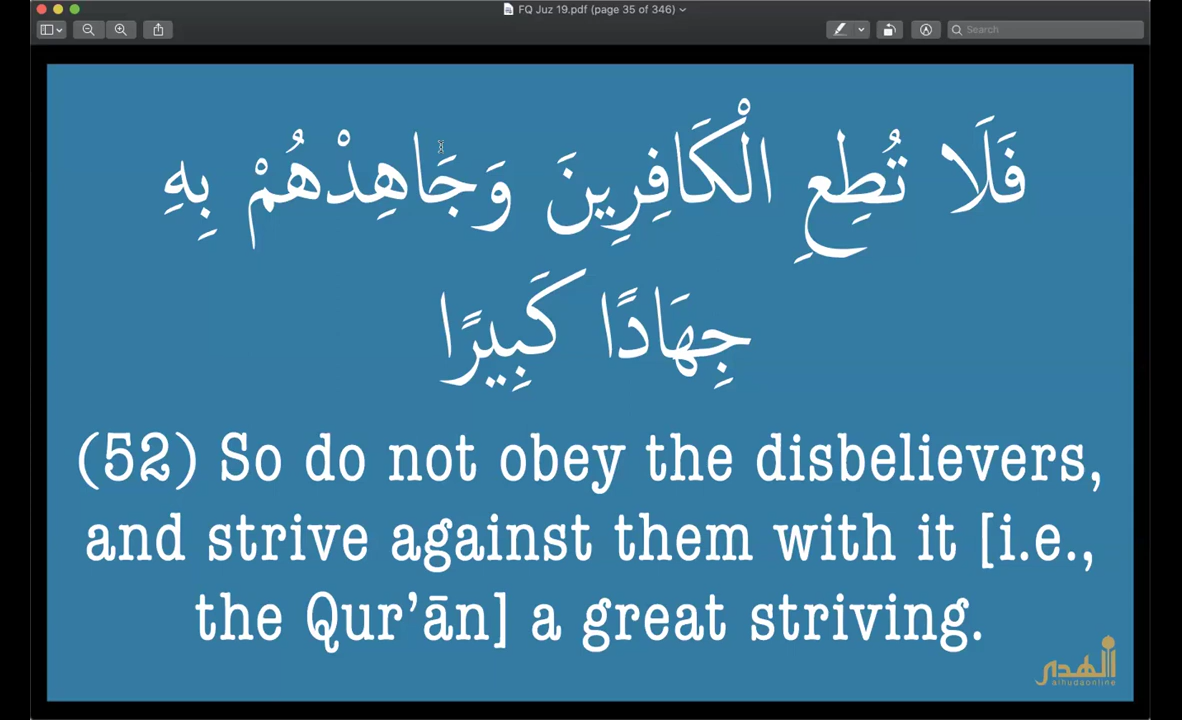 FQ Juz 19.pdf (page 35 of 346)
Search
فَلَا تُطِعِ الْكَافِرِينَ وَجَاهِدْهُمْ بِهِ
جِهَادًا كَبِيرًا
(52) So do not obey the disbelievers,
and strive against them with it [i.e.,
the Qur’ān] a great striving.
الهدى
alhudaonline